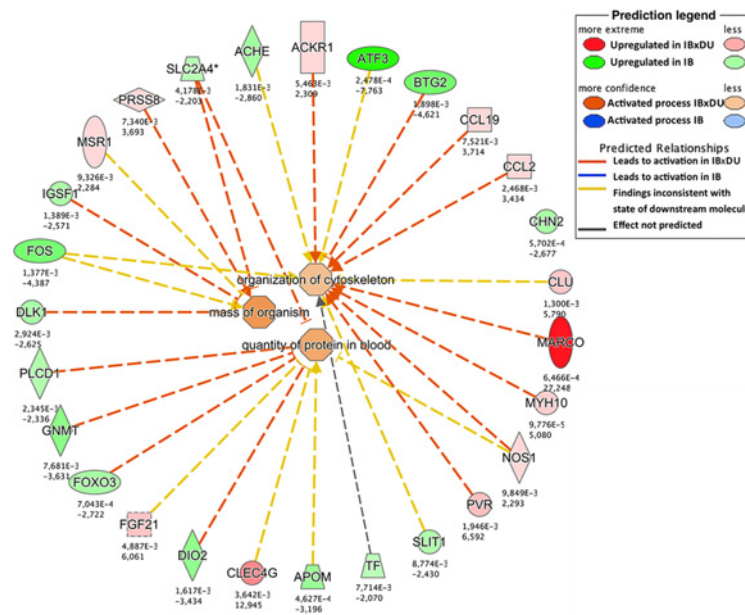 Prediction legend
more extreme less
Upregulated in IBxDU
Upregulated in IB
more confidence less
Activated process IBxDU
Activated process IB
Predicted Relationships
Leads to activation in IBxDU
Leads to activation in IB
Findings inconsistent with
state of downstream molecul
Effect not predicted
ACHE
1,831E-3
-2,860
ACKR1
5,463E-3
2,309
ATF3
2,478E-4
-7,763
BTG2
1,898E-3
-4,621
CCL19
7,521E-3
3,714
CCL2
2,468E-3
3,434
CHN2
5,702E-4
-2,677
CLU
1,300E-3
5,790
MARCO
6,466E-4
27,248
MYH10
9,776E-5
5,080
NOS1
9,849E-3
2,293
PVR
1,946E-3
6,592
SLIT1
8,774E-3
-2,430
TF
7,714E-3
-2,070
APOM
4,627E-4
-3,196
CLEC4G
3,642E-3
12,945
DIO2
1,617E-3
-3,434
FGF21
4,887E-3
6,061
FOXO3
7,043E-4
-2,722
GNMT
7,681E-3
-3,631
PLCD1
2,345E-3
-2,336
DLK1
2,924E-3
-2,625
FOS
1,377E-3
-4,387
IGSF1
1,389E-3
-2,571
MSR1
9,326E-3
2,284
PRSS8
7,340E-3
3,693
SLC2A4*
4,178E-3
-2,203
organization of cytoskeleton
mass of organism
quantity of protein in blood